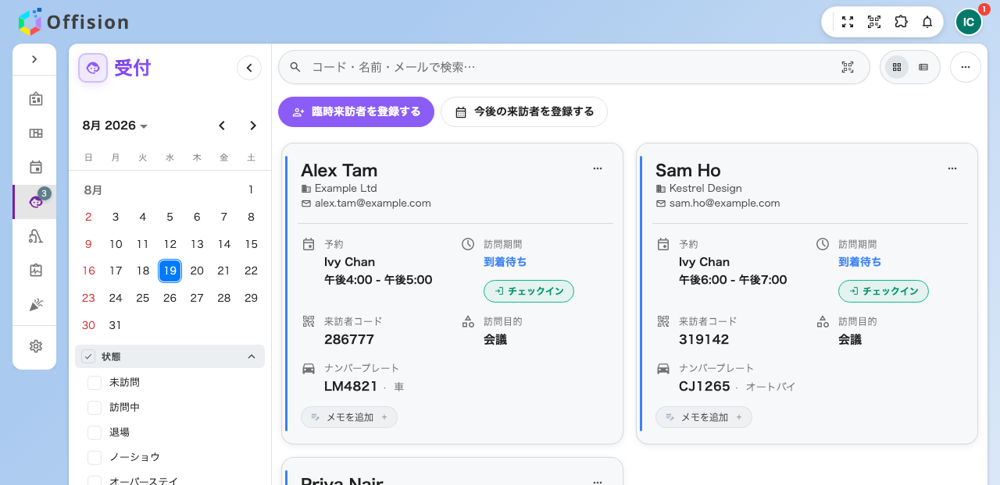 Offision
IC
1
受付
コード・名前・メールで検索…
臨時来訪者を登録する
今後の来訪者を登録する
8月 2026
日 月 火 水 木 金 土
8月 1
2 3 4 5 6 7 8
9 10 11 12 13 14 15
16 17 18 19 20 21 22
23 24 25 26 27 28 29
30 31
3
状態
未訪問
訪問中
退場
ノーショウ
オーバーステイ
Alex Tam
Example Ltd
alex.tam@example.com
予約
Ivy Chan
午後4:00 - 午後5:00
訪問期間
到着待ち
チェックイン
来訪者コード
286777
訪問目的
会議
ナンバープレート
LM4821 · 車
メモを追加 +
Sam Ho
Kestrel Design
sam.ho@example.com
予約
Ivy Chan
午後6:00 - 午後7:00
訪問期間
到着待ち
チェックイン
来訪者コード
319142
訪問目的
会議
ナンバープレート
CJ1265 · オートバイ
メモを追加 +
Priya Nair